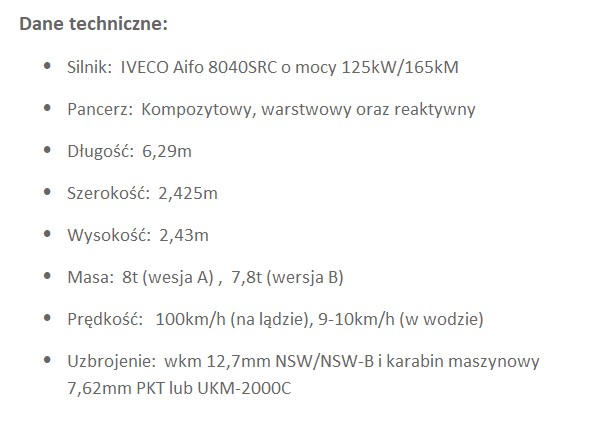 Dane techniczne:
• Silnik: IVECO Aifo 8040SRC o mocy 125kW/165kM
• Pancerz: Kompozytowy, warstwowy oraz reaktywny
• Długość: 6,29m
• Szerokość: 2,425m
• Wysokość: 2,43m
• Masa: 8t (wesja A) , 7,8t (wersja B)
• Prędkość: 100km/h (na lądzie), 9-10km/h (w wodzie)
• Uzbrojenie: wkm 12,7mm NSW/NSW-B i karabin maszynowy
7,62mm PKT lub UKM-2000C